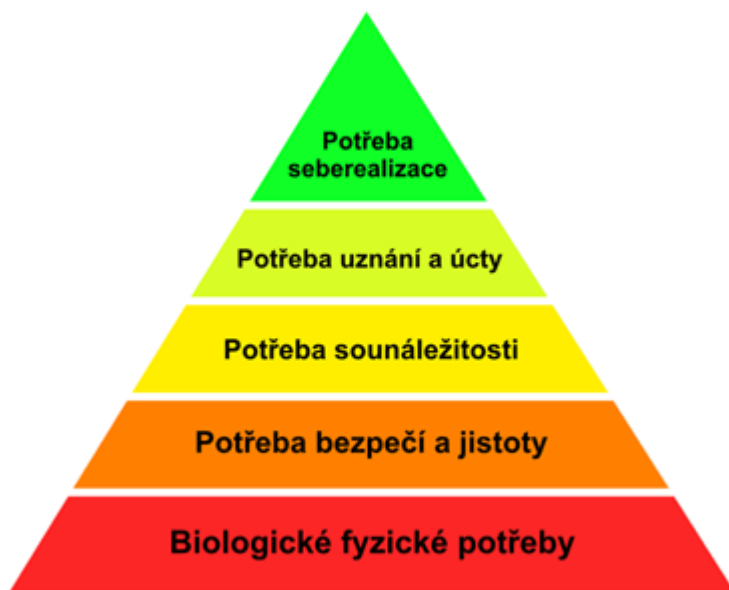 Potřeba
seberealizace
Potřeba uznání a úcty
Potřeba sounáležitosti
Potřeba bezpečí a jistoty
Biologické fyzické potřeby